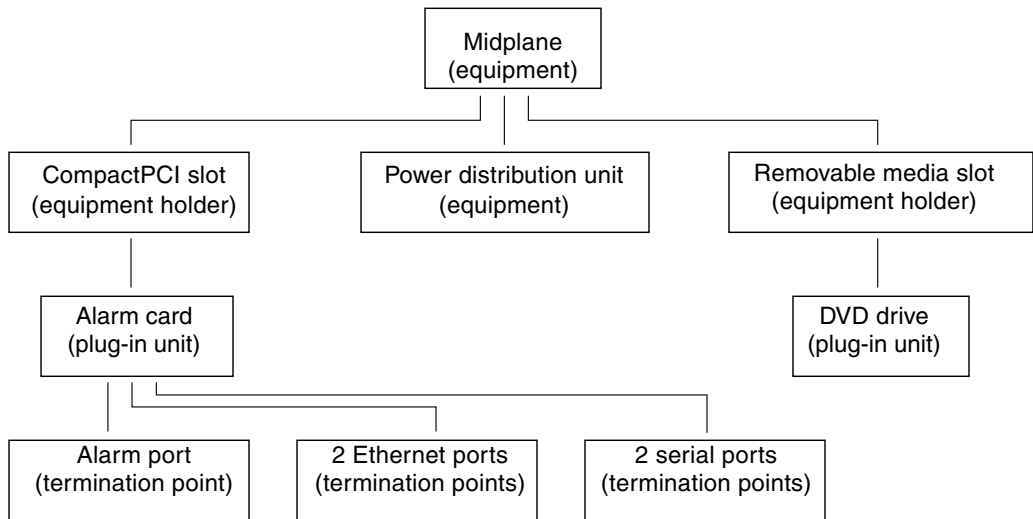 Midplane
(equipment)
CompactPCI slot
(equipment holder)
Power distribution unit
(equipment)
Removable media slot
(equipment holder)
Alarm card
(plug-in unit)
DVD drive
(plug-in unit)
Alarm port
(termination point)
2 Ethernet ports
(termination points)
2 serial ports
(termination points)